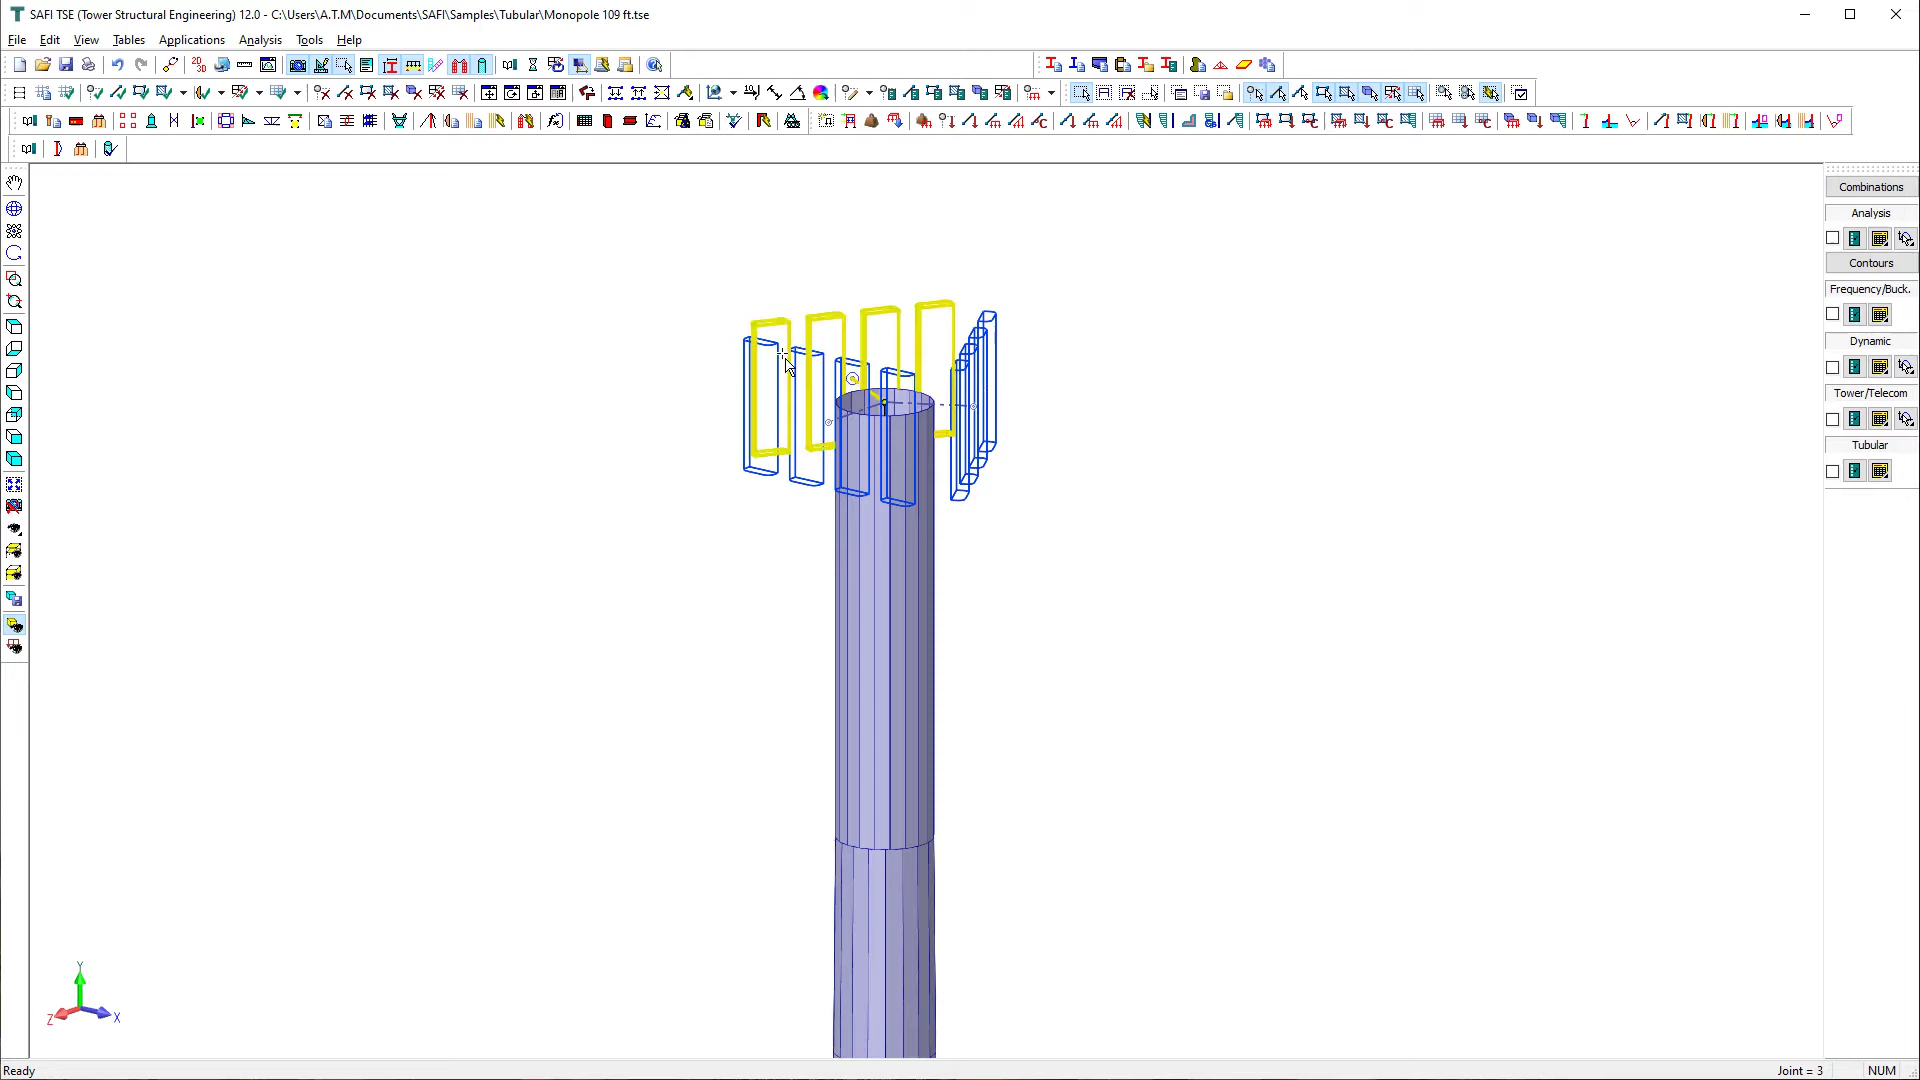 SAFI TSE (Tower Structural Engineering) 12.0 - C:\Users\A.T.M\Documents\SAFI\Samples\Tubular\Monopole 109 ft.tse
File Edit View Tables Applications Analysis Tools Help
Combinations
Analysis
Contours
Frequency/Buck.
Dynamic
Tower/Telecom
Tubular
Y
Z X
Ready Joint = 3 NUM